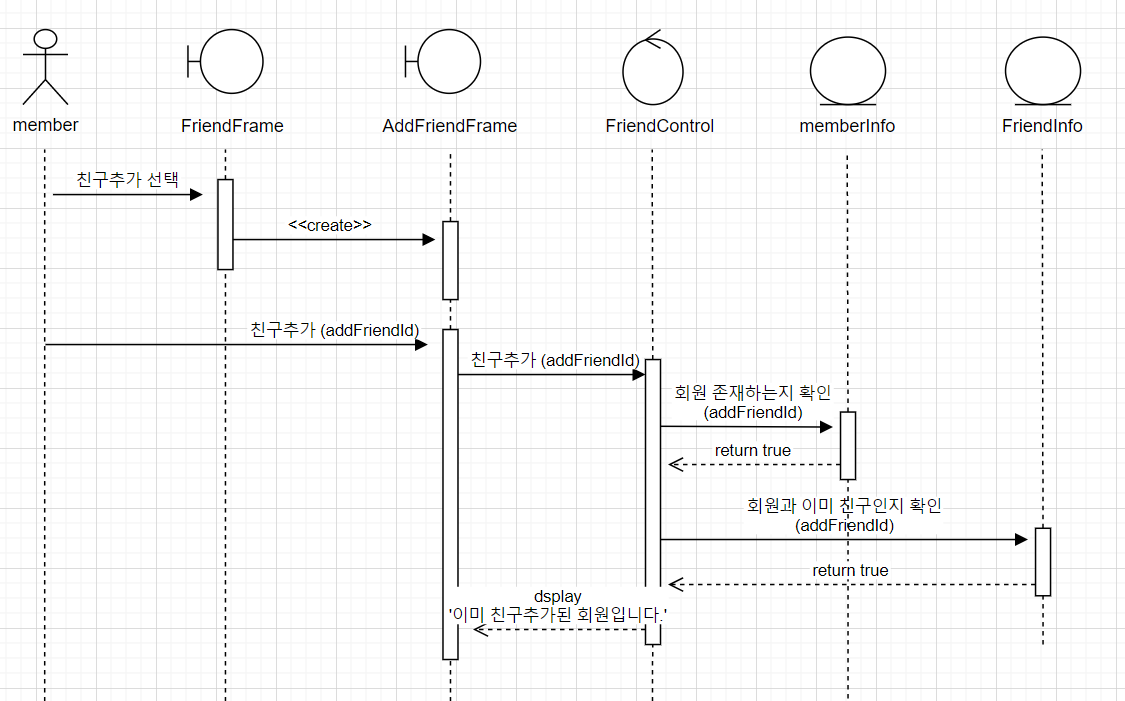 member
FriendFrame
AddFriendFrame
FriendControl
memberInfo
FriendInfo
친구추가 선택
<<create>>
친구추가 (addFriendId)
친구추가 (addFriendId)
회원 존재하는지 확인
(addFriendId)
return true
회원과 이미 친구인지 확인
(addFriendId)
return true
dsplay
'이미 친구추가된 회원입니다.'